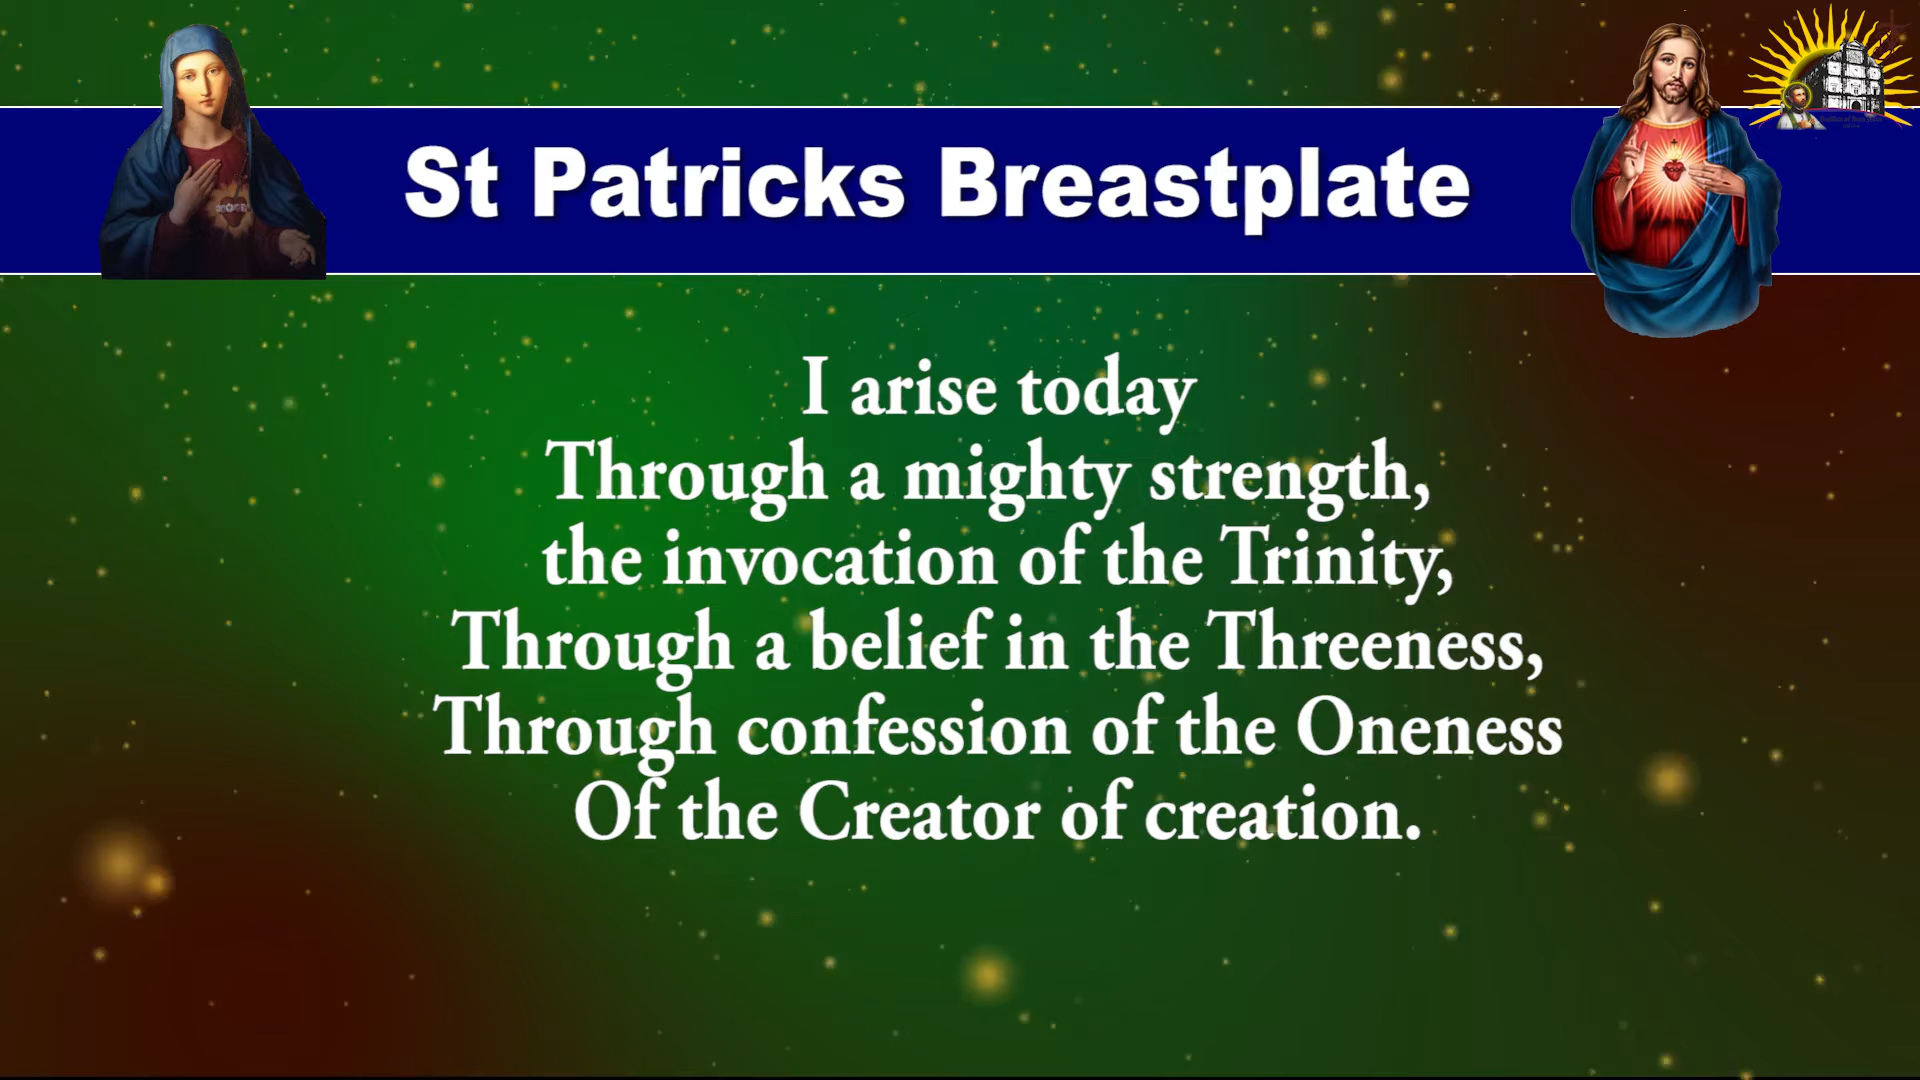 St Patricks Breastplate
I arise today
Through a mighty strength,
the invocation of the Trinity,
Through a belief in the Threeness,
Through confession of the Oneness
Of the Creator of creation.